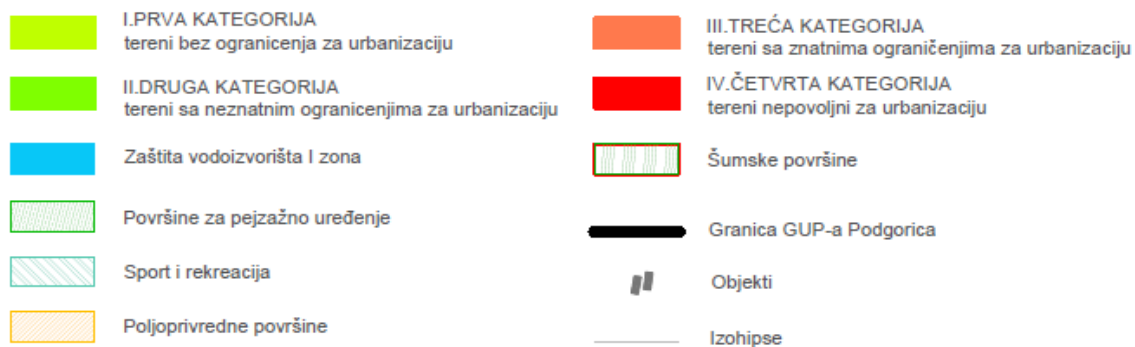 I.PRVA KATEGORIJA
tereni bez ogranicenja za urbanizaciju
II.DRUGA KATEGORIJA
tereni sa neznatnim ogranicenjima za urbanizaciju
Zaštita vodoizvorišta I zona
Površine za pejzažno uređenje
Sport i rekreacija
Poljoprivredne površine
III.TREĆA KATEGORIJA
tereni sa znatnima ograničenjima za urbanizaciju
IV.ČETVRTA KATEGORIJA
tereni nepovoljni za urbanizaciju
Šumske površine
Granica GUP-a Podgorica
Objekti
Izohipse